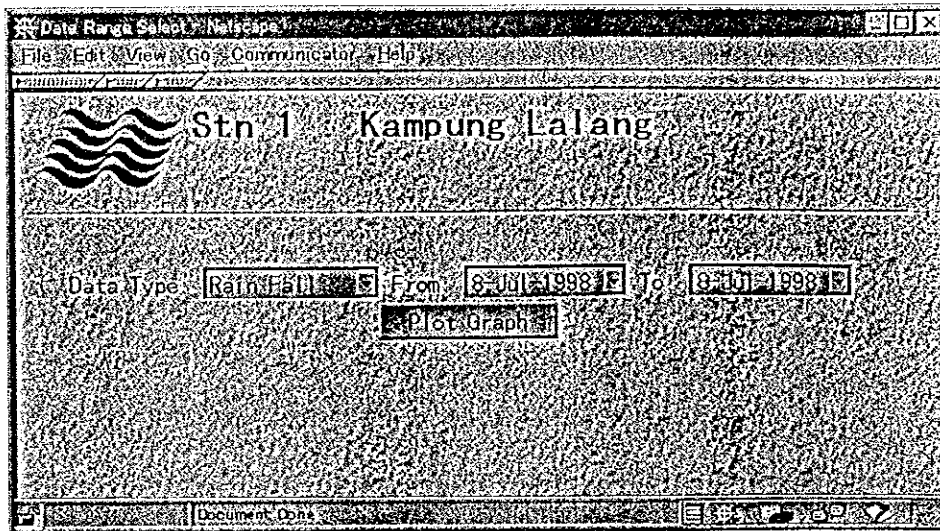 Data Range Select - Netscape
File Edit View Go Communicator Help
Stn 1 : Kampung Lalang
Data Type Rain Fall From 8-Jul-1998 To 8-Jul-1998
Plot Graph
Document Done